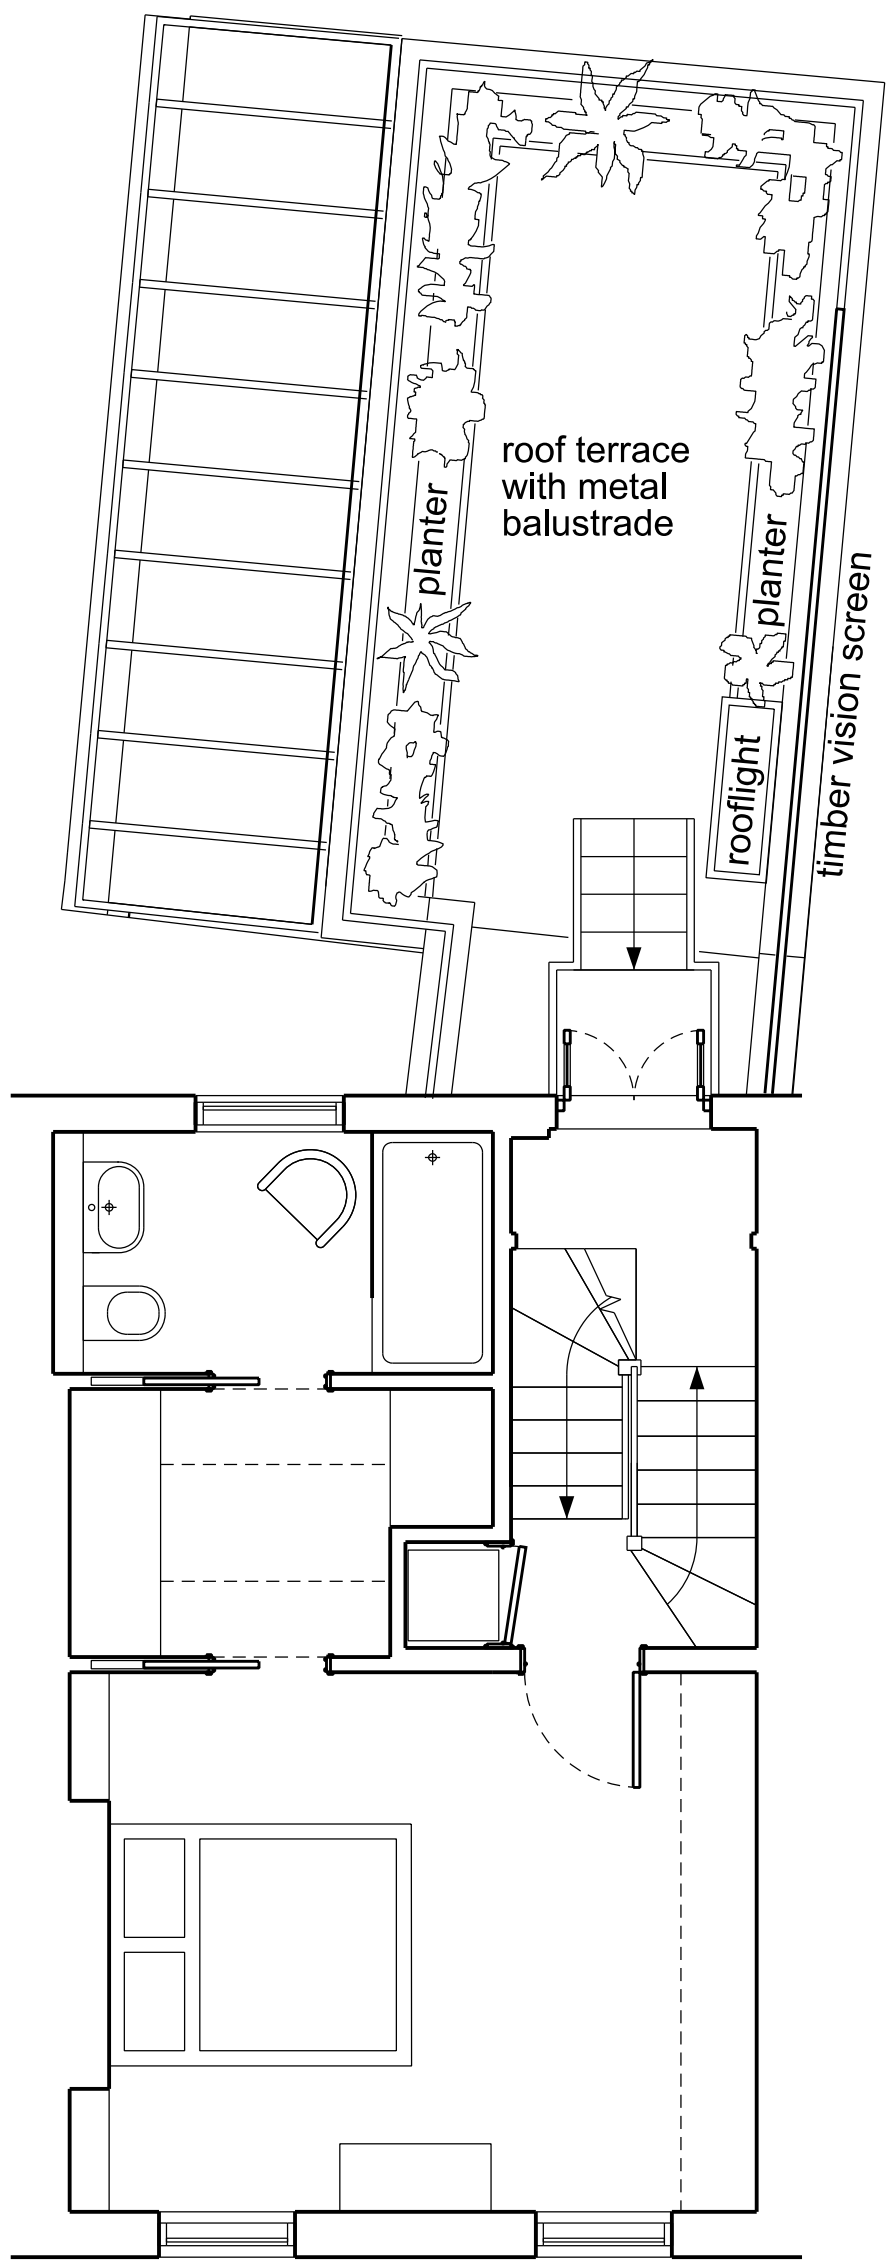 roof terrace
with metal
balustrade
planter
planter
timber vision screen
rooflight